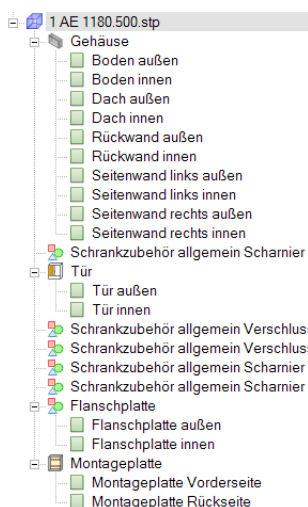 1 AE 1180.500.stp
Gehäuse
Boden außen
Boden innen
Dach außen
Dach innen
Rückwand außen
Rückwand innen
Seitenwand links außen
Seitenwand links innen
Seitenwand rechts außen
Seitenwand rechts innen
Schrankzubehör allgemein Scharnier
Tür
Tür außen
Tür innen
Schrankzubehör allgemein Verschluss
Schrankzubehör allgemein Verschluss
Schrankzubehör allgemein Scharnier
Schrankzubehör allgemein Scharnier
Flanschplatte
Flanschplatte außen
Flanschplatte innen
Montageplatte
Montageplatte Vorderseite
Montageplatte Rückseite